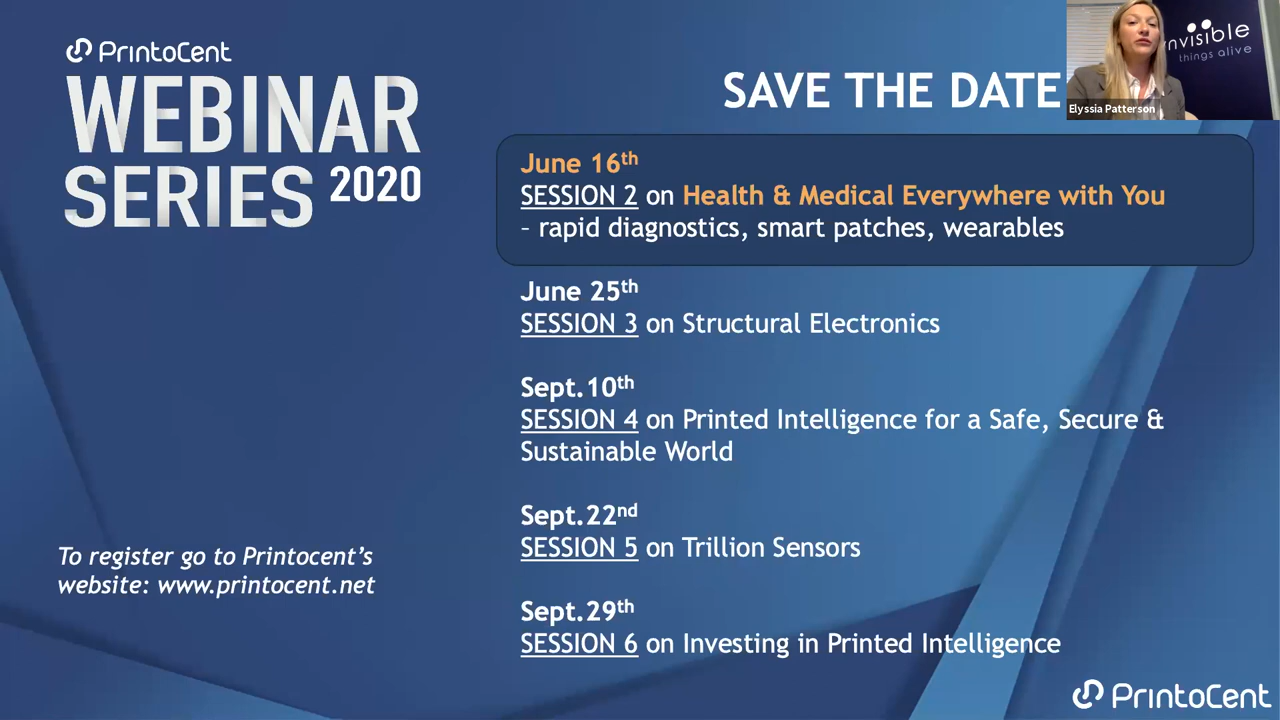 PrintoCent
WEBINAR
SERIES 2020
SAVE THE DATE
nvisible
things alive
Elyssia Patterson
June 16th
SESSION 2 on Health & Medical Everywhere with You
– rapid diagnostics, smart patches, wearables
June 25th
SESSION 3 on Structural Electronics
Sept.10th
SESSION 4 on Printed Intelligence for a Safe, Secure &
Sustainable World
Sept.22nd
SESSION 5 on Trillion Sensors
Sept.29th
SESSION 6 on Investing in Printed Intelligence
To register go to Printocent’s
website: www.printocent.net
PrintoCent